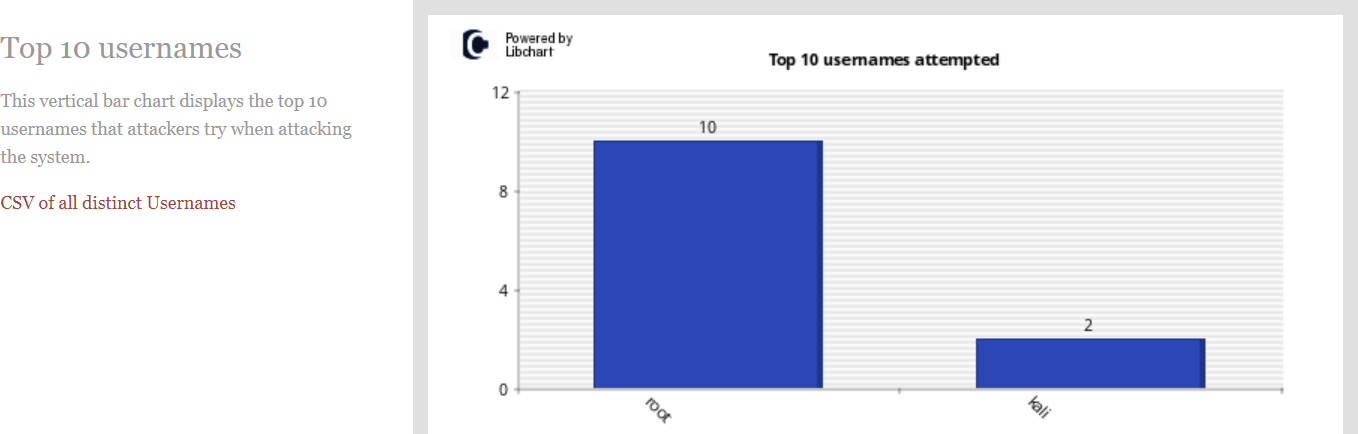 Top 10 usernames
This vertical bar chart displays the top 10
usernames that attackers try when attacking
the system.
CSV of all distinct Usernames
Powered by
Libchart
Top 10 usernames attempted
12
10
8
4
2
0
root
kali